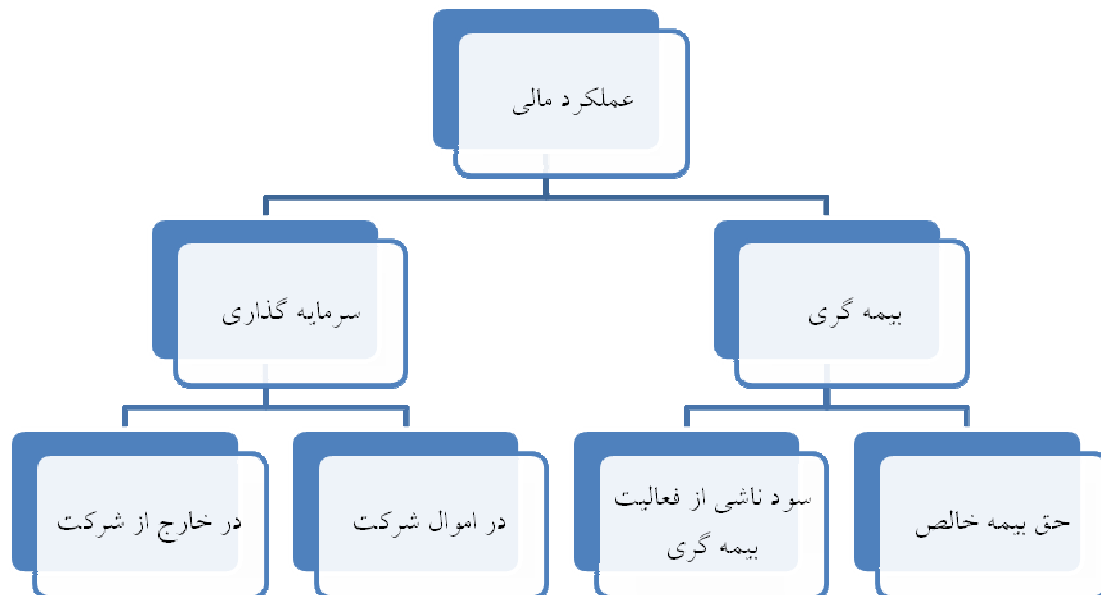 عملکرد مالی
بیمه گری
سرمایه گذاری
حق بیمه خالص
سود ناشی از فعالیت
بیمه گری
در اموال شرکت
در خارج از شرکت